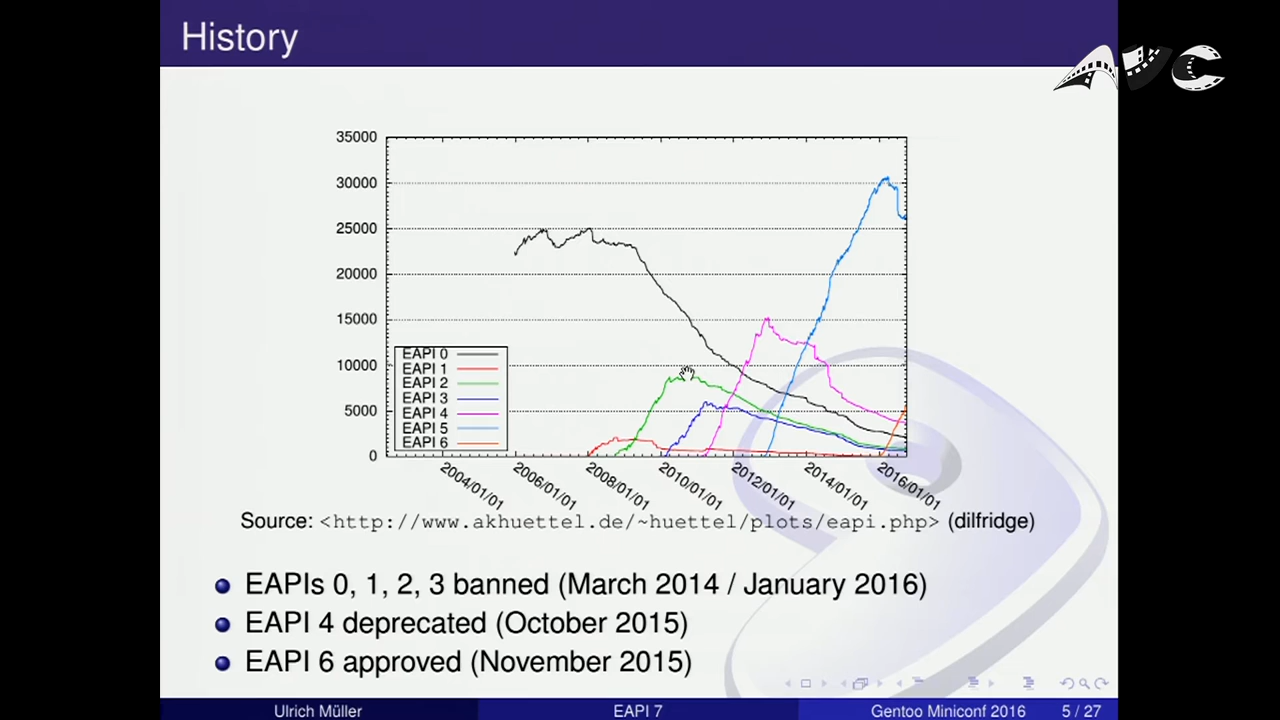 History
AVC
35000
30000
25000
20000
15000
10000
5000
0
EAPI 0
EAPI 1
EAPI 2
EAPI 3
EAPI 4
EAPI 5
EAPI 6
2004/01/01
2006/01/01
2008/01/01
2010/01/01
2012/01/01
2014/01/01
2016/01/01
Source: <http://www.akhuettel.de/~huettel/plots/eapi.php> (dilfridge)
EAPIs 0, 1, 2, 3 banned (March 2014 / January 2016)
EAPI 4 deprecated (October 2015)
EAPI 6 approved (November 2015)
Ulrich Müller EAPI 7 Gentoo Miniconf 2016 5 / 27